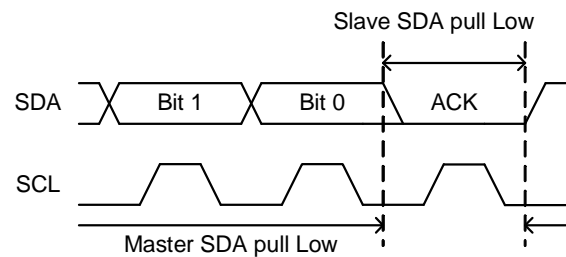 Slave SDA pull Low
SDA
Bit 1
Bit 0
ACK
SCL
Master SDA pull Low